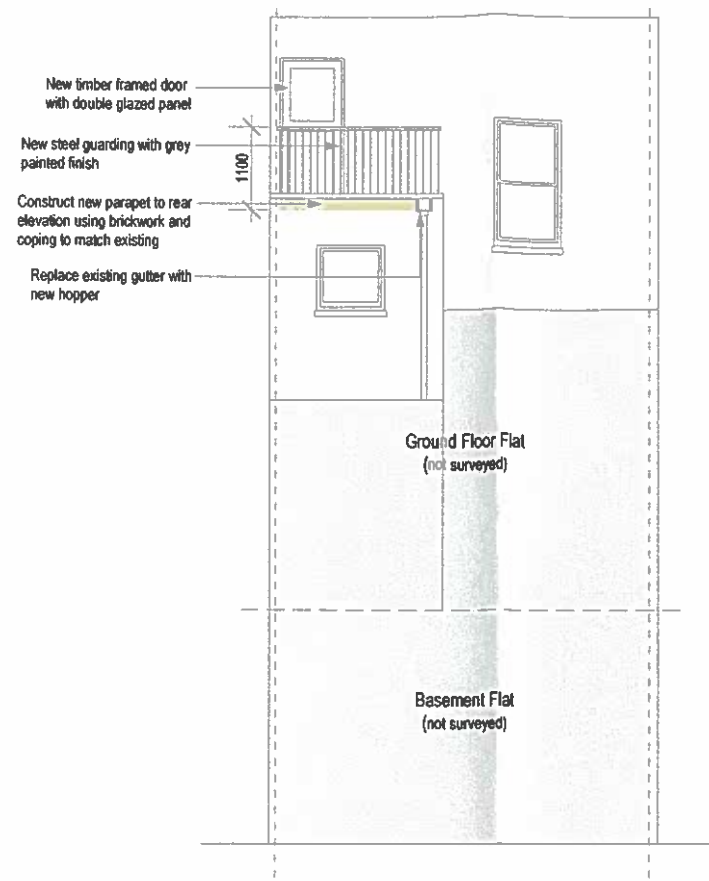 New timber framed door
with double glazed panel
New steel guarding with grey
painted finish
1100
Construct new parapet to rear
elevation using brickwork and
coping to match existing
Replace existing gutter with
new hopper
Ground Floor Flat
(not surveyed)
Basement Flat
(not surveyed)